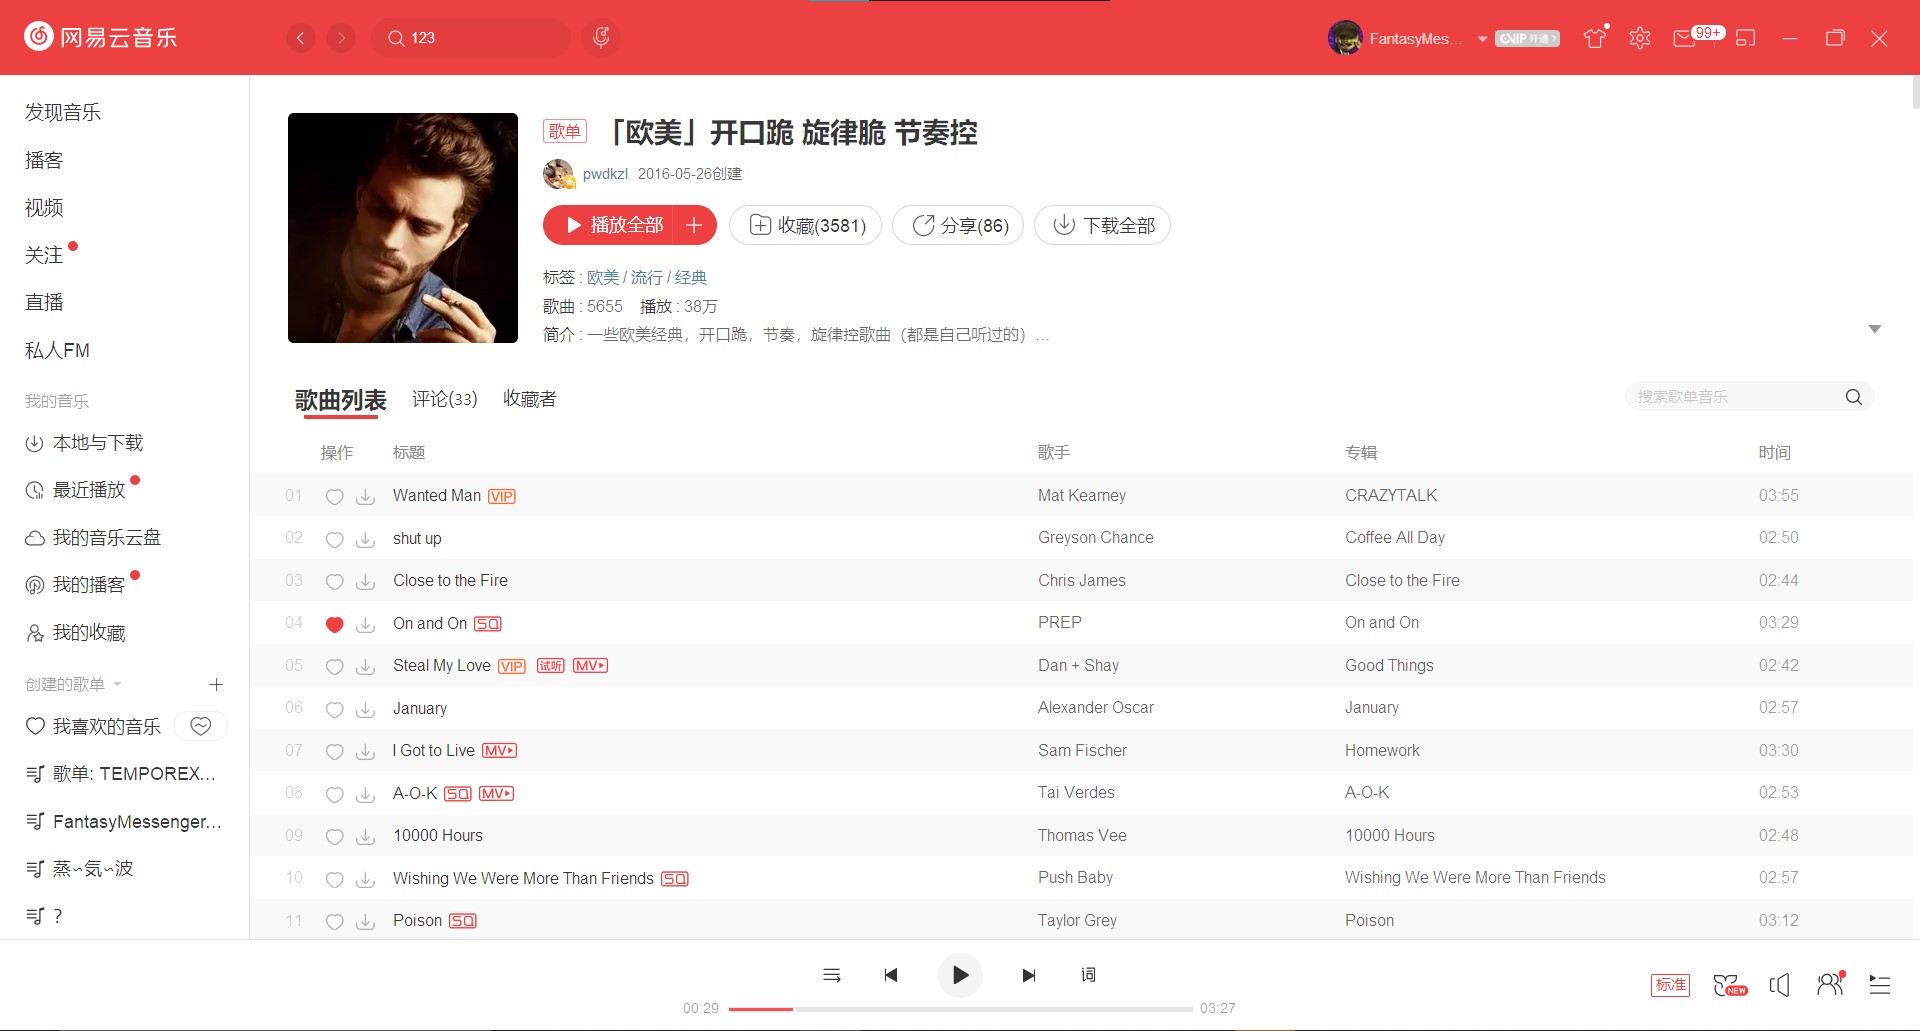 网易云音乐
123
FantasyMes...
VIP 开通
99+
发现音乐
播客
视频
关注
直播
私人FM
我的音乐
本地与下载
最近播放
我的音乐云盘
我的播客
我的收藏
创建的歌单
我喜欢的音乐
歌单: TEMPOREX...
FantasyMessenger...
蒸∽気∽波
?
歌单 「欧美」开口跪 旋律脆 节奏控
pwdkzl 2016-05-26创建
播放全部 收藏(3581) 分享(86) 下载全部
标签 : 欧美 / 流行 / 经典
歌曲 : 5655 播放 : 38万
简介 : 一些欧美经典，开口跪，节奏，旋律控歌曲（都是自己听过的）...
歌曲列表 评论(33) 收藏者 搜索歌单音乐
操作 标题 歌手 专辑 时间
01 Wanted Man VIP Mat Kearney CRAZYTALK 03:55
02 shut up Greyson Chance Coffee All Day 02:50
03 Close to the Fire Chris James Close to the Fire 02:44
04 On and On SQ PREP On and On 03:29
05 Steal My Love VIP 试听 MV Dan + Shay Good Things 02:42
06 January Alexander Oscar January 02:57
07 I Got to Live MV Sam Fischer Homework 03:30
08 A-O-K SQ MV Tai Verdes A-O-K 02:53
09 10000 Hours Thomas Vee 10000 Hours 02:48
10 Wishing We Were More Than Friends SQ Push Baby Wishing We Were More Than Friends 02:57
11 Poison SQ Taylor Grey Poison 03:12
词
00:29 03:27
标准 NEW